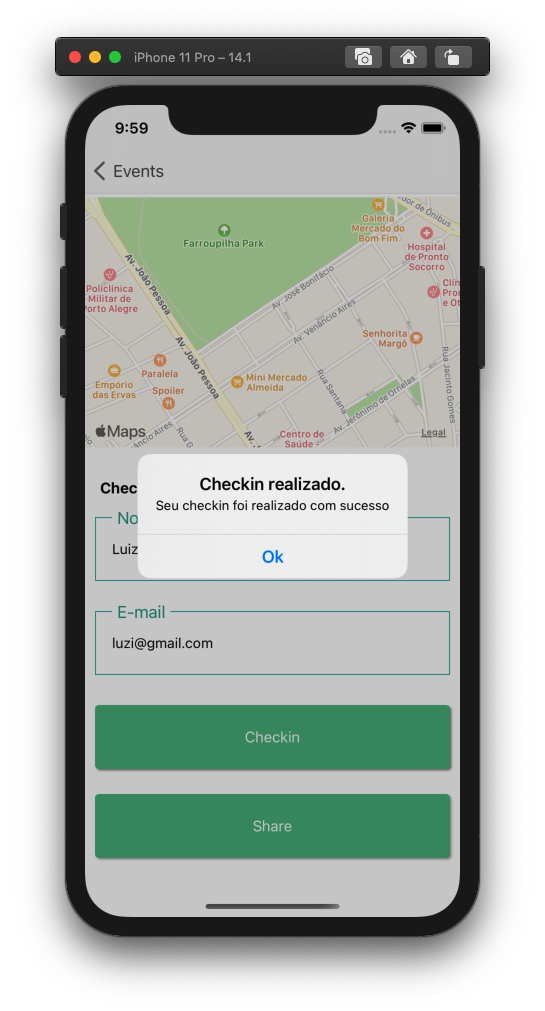 iPhone 11 Pro – 14.1
9:59
Events
Galeria
Mercado do
Bom Fim.
Farroupilha Park
Hospital
de Pronto
Socorro
Policlínica
Militar de
Porto Alegre
Av. João Pessoa
Av. José Bonifácio
Av. Venâncio Aires
Senhorita
Margô
Av. João Pessoa
Paralela
Empório
das Ervas
Spoiler
Mini Mercado
Almeida
Rua Santana
Av. Jerônimo de Ornelas
Rua Jacinto Gomes
Maps
Centro de
Saúde -
Legal
Checkin realizado.
Seu checkin foi realizado com sucesso
Ok
Luiz
E-mail
luzi@gmail.com
Checkin
Share